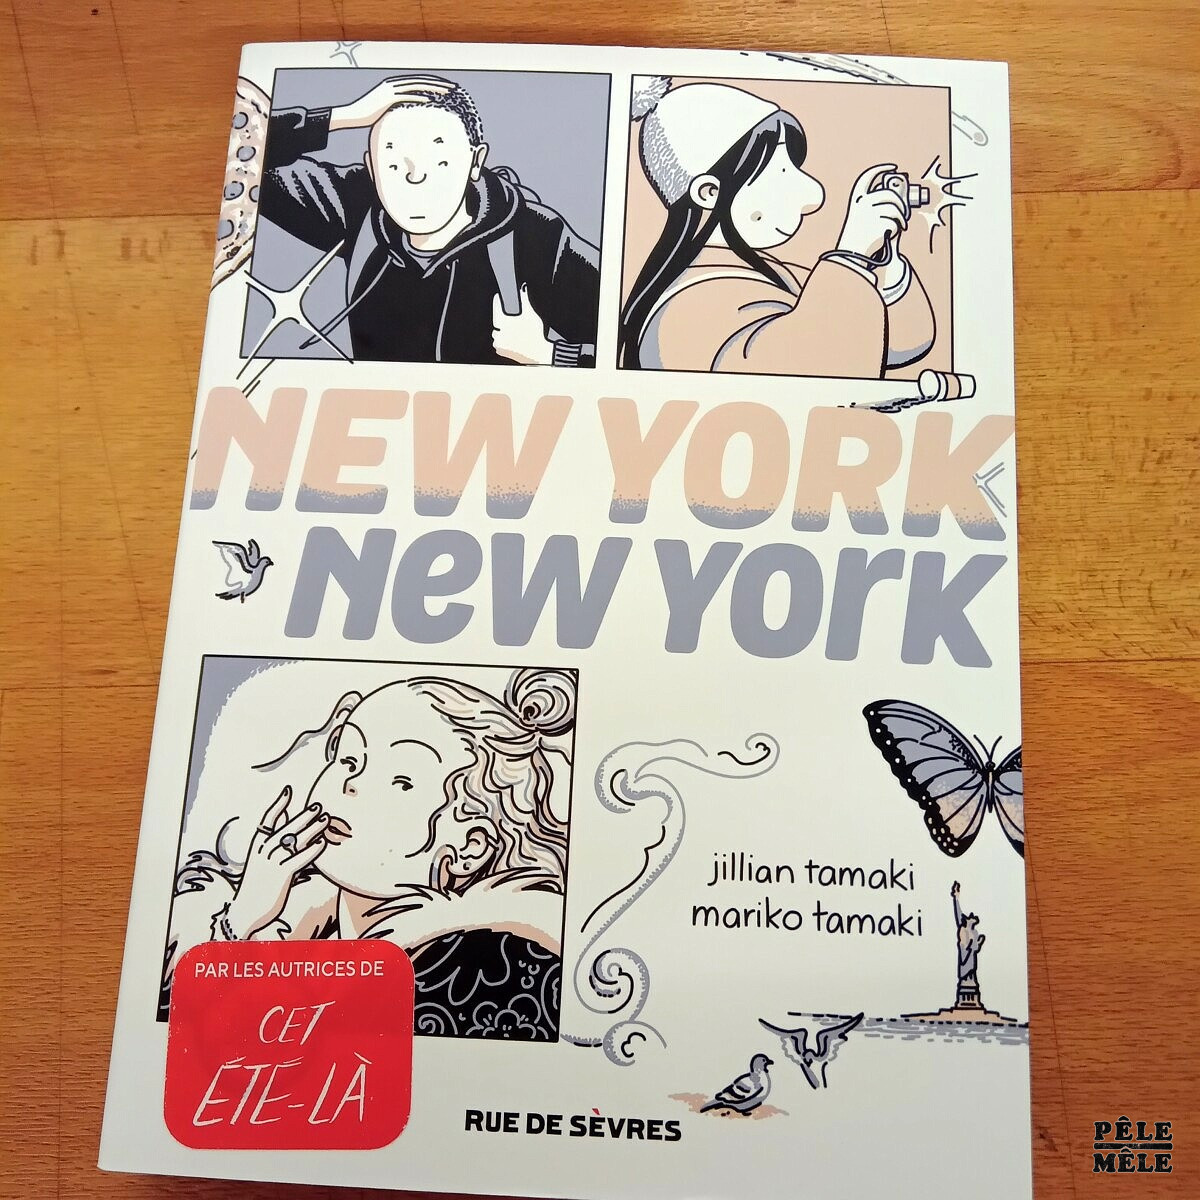 NEW YORK
New York
jillian tamaki
mariko tamaki
PAR LES AUTRICES DE
CET
ÉTÉ-LÀ
RUE DE SÈVRES
PÊLE
MÊLE